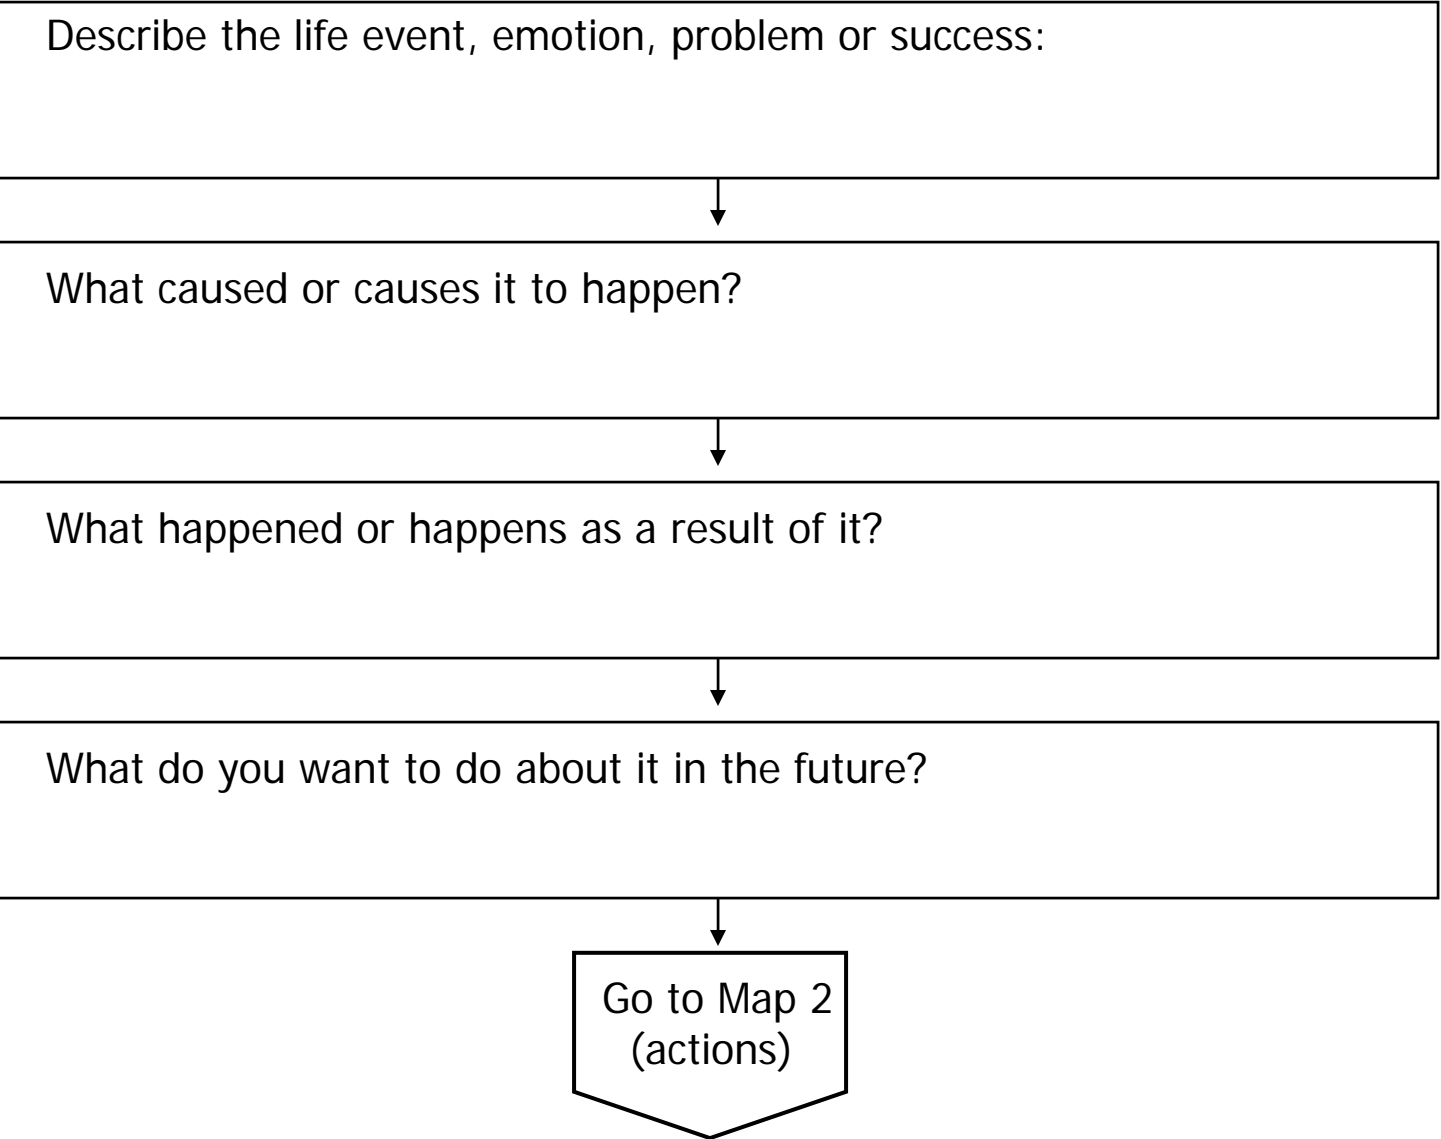 Describe the life event, emotion, problem or success:
What caused or causes it to happen?
What happened or happens as a result of it?
What do you want to do about it in the future?
Go to Map 2
(actions)